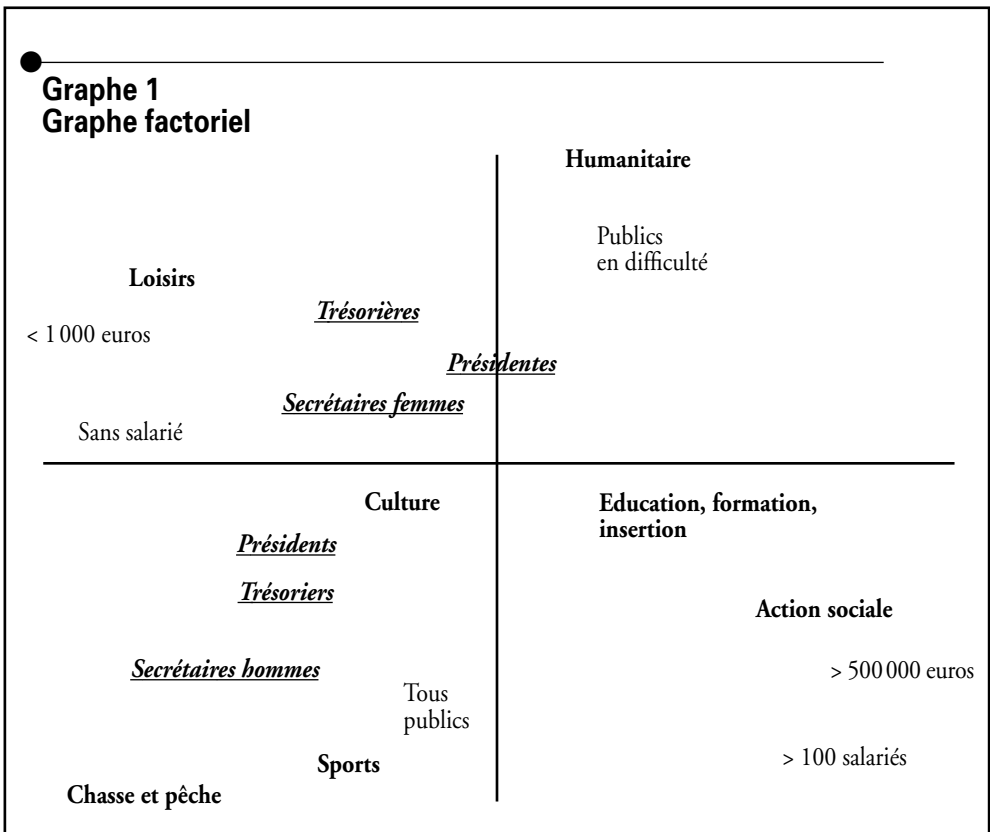 Graphe 1
Graphe factoriel
Humanitaire
Publics
en difficulté
Loisirs
Trésorières
< 1 000 euros
Présidentes
Secrétaires femmes
Sans salarié
Culture
Education, formation,
insertion
Présidents
Trésoriers
Action sociale
Secrétaires hommes
> 500 000 euros
Tous
publics
> 100 salariés
Sports
Chasse et pêche